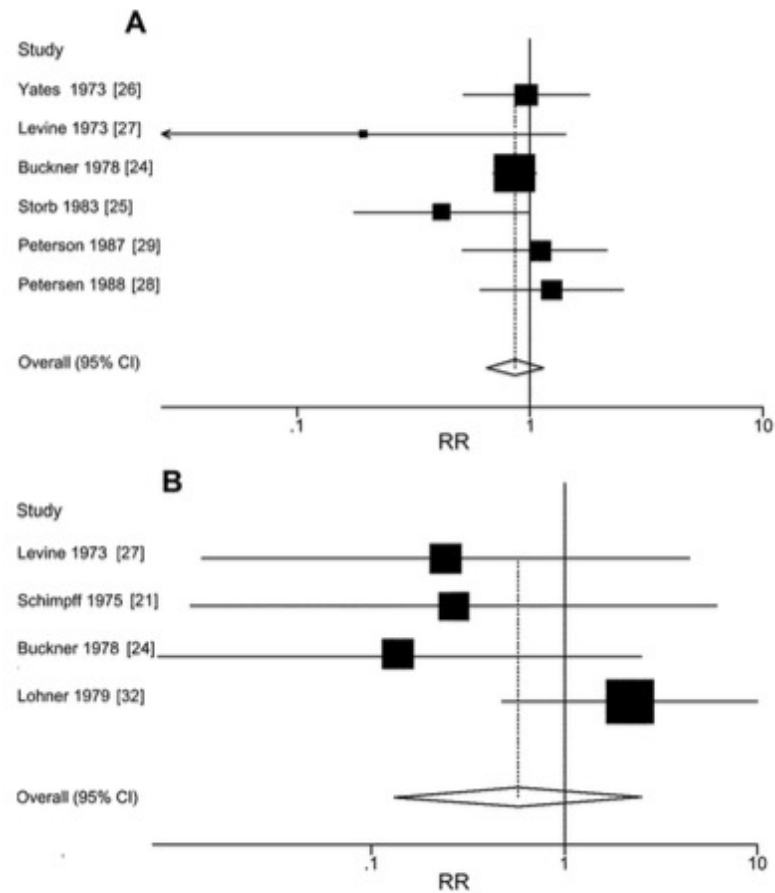 A
Study
Yates 1973 [26]
Levine 1973 [27]
Buckner 1978 [24]
Storb 1983 [25]
Peterson 1987 [29]
Petersen 1988 [28]
Overall (95% CI)
.1 1 10
RR
B
Study
Levine 1973 [27]
Schimpff 1975 [21]
Buckner 1978 [24]
Lohner 1979 [32]
Overall (95% CI)
.1 1 10
RR